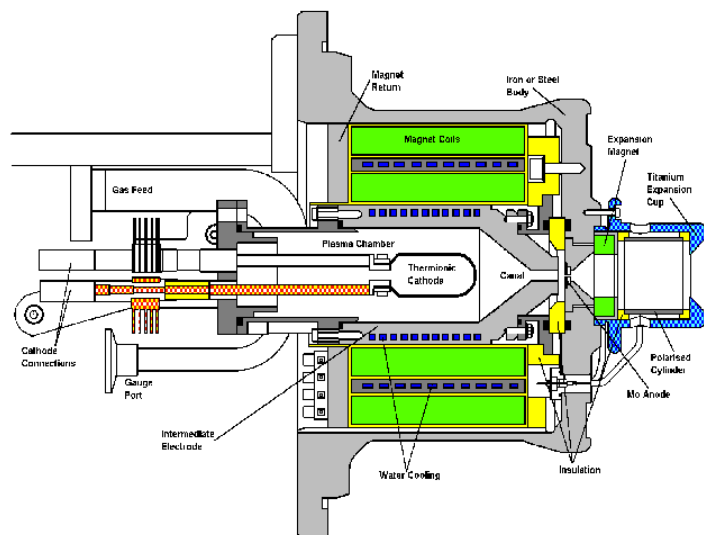 Magnet
Return
Iron or Steel
Body
Expansion
Magnet
Titanium
Expansion
Cup
Magnet Coils
Gas Feed
Plasma Chamber
Thermionic
Cathode
Canal
Cathode
Connections
Gauge
Port
Intermediate
Electrode
Water Cooling
Insulation
Mo Anode
Polarised
Cylinder